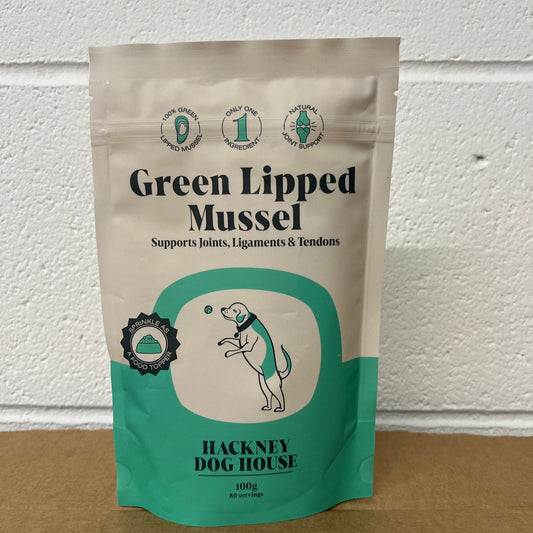 100% GREEN
LIPPED MUSSEL
ONLY ONE
1
INGREDIENT
NATURAL
JOINT SUPPORT
Green Lipped
Mussel
Supports Joints, Ligaments & Tendons
SPRINKLE AS
A FOOD TOPPER
HACKNEY
DOG HOUSE
100g
80 servings